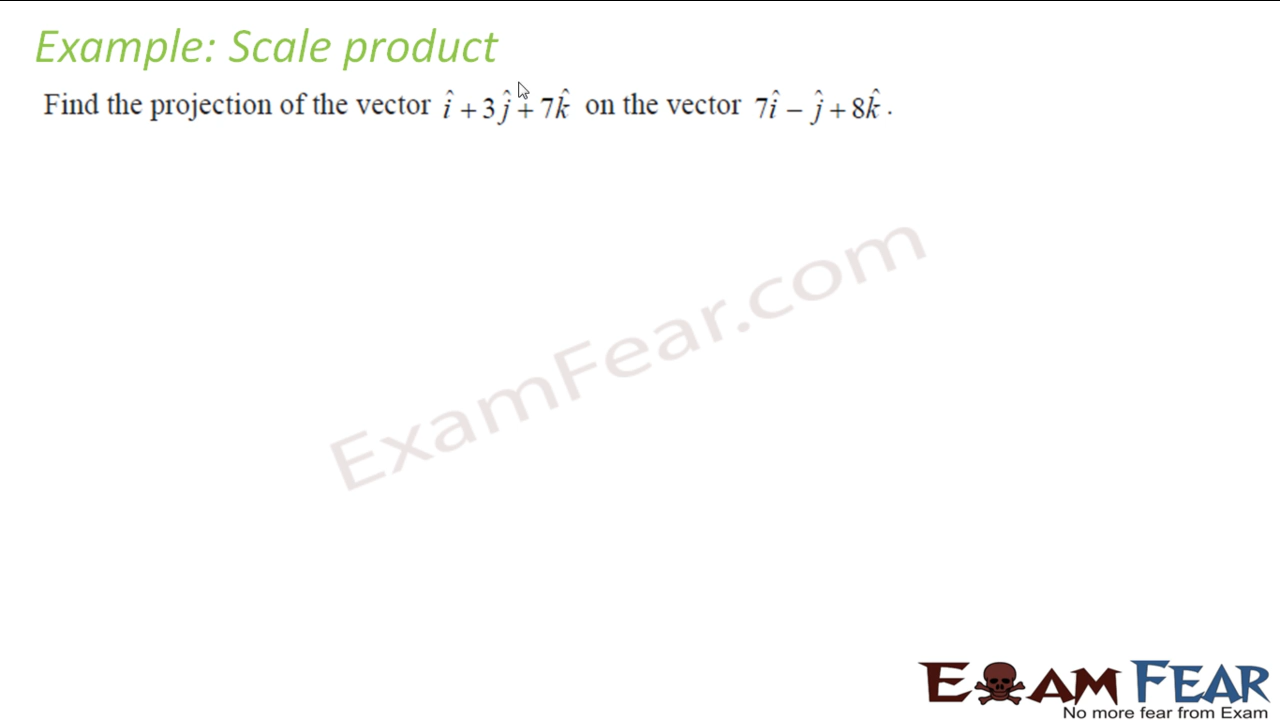 Example: Scale product
Find the projection of the vector î + 3ĵ + 7k̂ on the vector 7î − ĵ + 8k̂ .
ExamFear.com
EXAM FEAR
No more fear from Exam